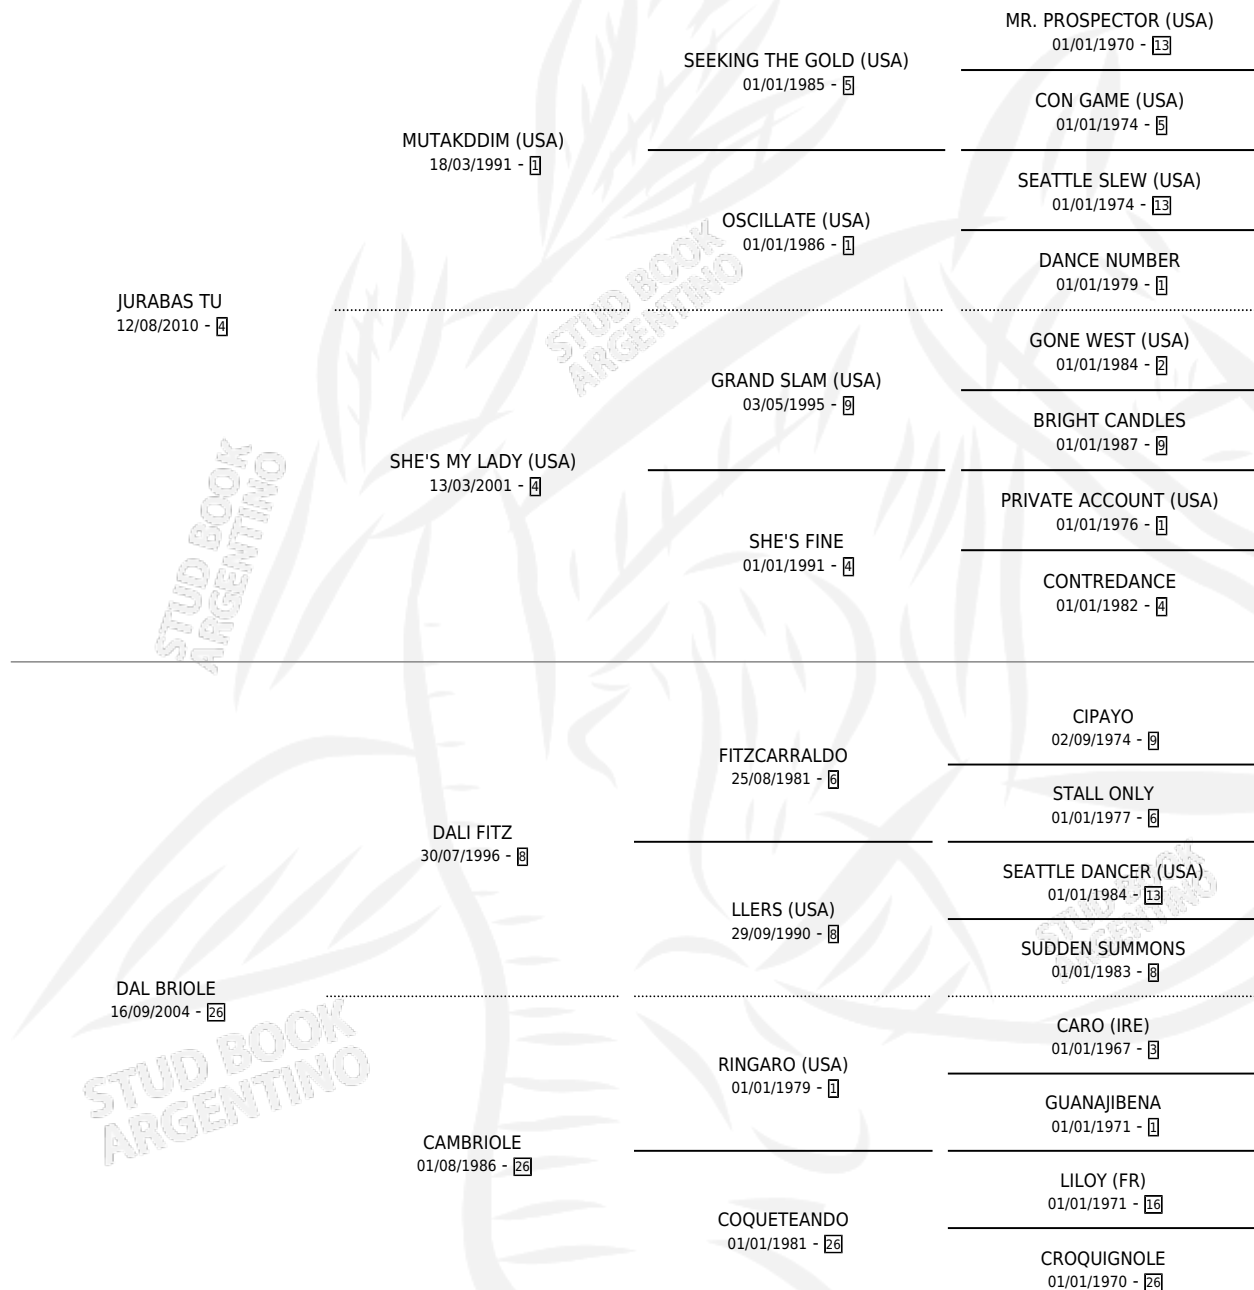 MR. PROSPECTOR (USA)
01/01/1970 - 13
SEEKING THE GOLD (USA)
01/01/1985 - 5
CON GAME (USA)
01/01/1974 - 5
MUTAKDDIM (USA)
18/03/1991 - 1
SEATTLE SLEW (USA)
01/01/1974 - 13
OSCILLATE (USA)
01/01/1986 - 1
DANCE NUMBER
01/01/1979 - 1
JURABAS TU
12/08/2010 - 4
GONE WEST (USA)
01/01/1984 - 2
GRAND SLAM (USA)
03/05/1995 - 9
BRIGHT CANDLES
01/01/1987 - 9
SHE'S MY LADY (USA)
13/03/2001 - 4
PRIVATE ACCOUNT (USA)
01/01/1976 - 1
SHE'S FINE
01/01/1991 - 4
CONTREDANCE
01/01/1982 - 4
CIPAYO
02/09/1974 - 9
FITZCARRALDO
25/08/1981 - 6
STALL ONLY
01/01/1977 - 6
DALI FITZ
30/07/1996 - 8
SEATTLE DANCER (USA)
01/01/1984 - 13
LLERS (USA)
29/09/1990 - 8
SUDDEN SUMMONS
01/01/1983 - 8
DAL BRIOLE
16/09/2004 - 26
CARO (IRE)
01/01/1967 - 3
RINGARO (USA)
01/01/1979 - 1
GUANAJIBENA
01/01/1971 - 1
CAMBRIOLE
01/08/1986 - 26
LILOY (FR)
01/01/1971 - 16
COQUETEANDO
01/01/1981 - 26
CROQUIGNOLE
01/01/1970 - 26
STUD BOOK
ARGENTINO
STUD BOOK
ARGENTINO
STUD BOOK
ARGENTINO
STUD BOOK
ARGENTINO